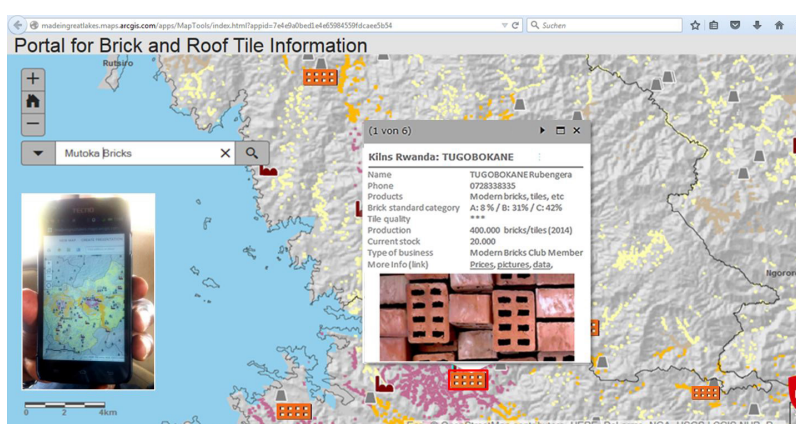 madeingreatlakes.maps.arcgis.com/apps/MapTools/index.html?appid=7e4e9a0bed1e4e65984559fdcaee5b54
Suchen
Portal for Brick and Roof Tile Information
Rutsiro
Mutoka Bricks
(1 von 6)
Kilns Rwanda: TUGOBOKANE
Name TUGOBOKANE Rubengera
Phone 0728338335
Products Modern bricks, tiles, etc
Brick standard category A: 8 % / B: 31% / C: 42%
Tile quality ***
Production 400.000 bricks/tiles (2014)
Current stock 20.000
Type of business Modern Bricks Club Member
More Info (link) Prices, pictures, data,
TECNO
Ngoror
0 2 4km